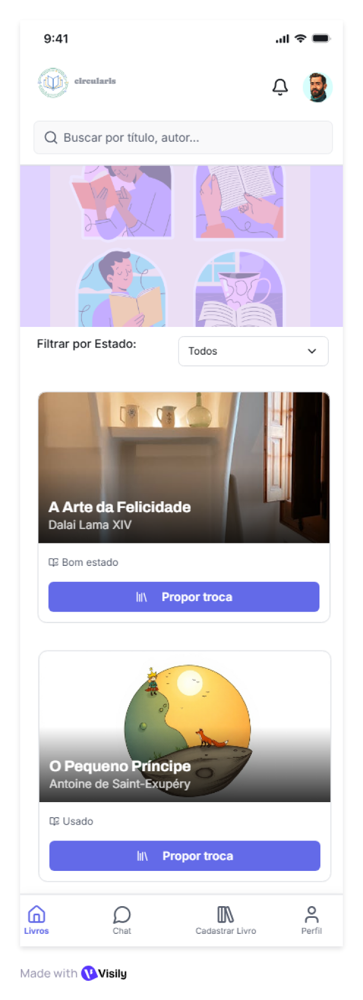 9:41
circularis
Buscar por título, autor...
Filtrar por Estado:
Todos
A Arte da Felicidade
Dalai Lama XIV
Bom estado
Propor troca
O Pequeno Príncipe
Antoine de Saint-Exupéry
Usado
Propor troca
Livros
Chat
Cadastrar Livro
Perfil
Made with Visily